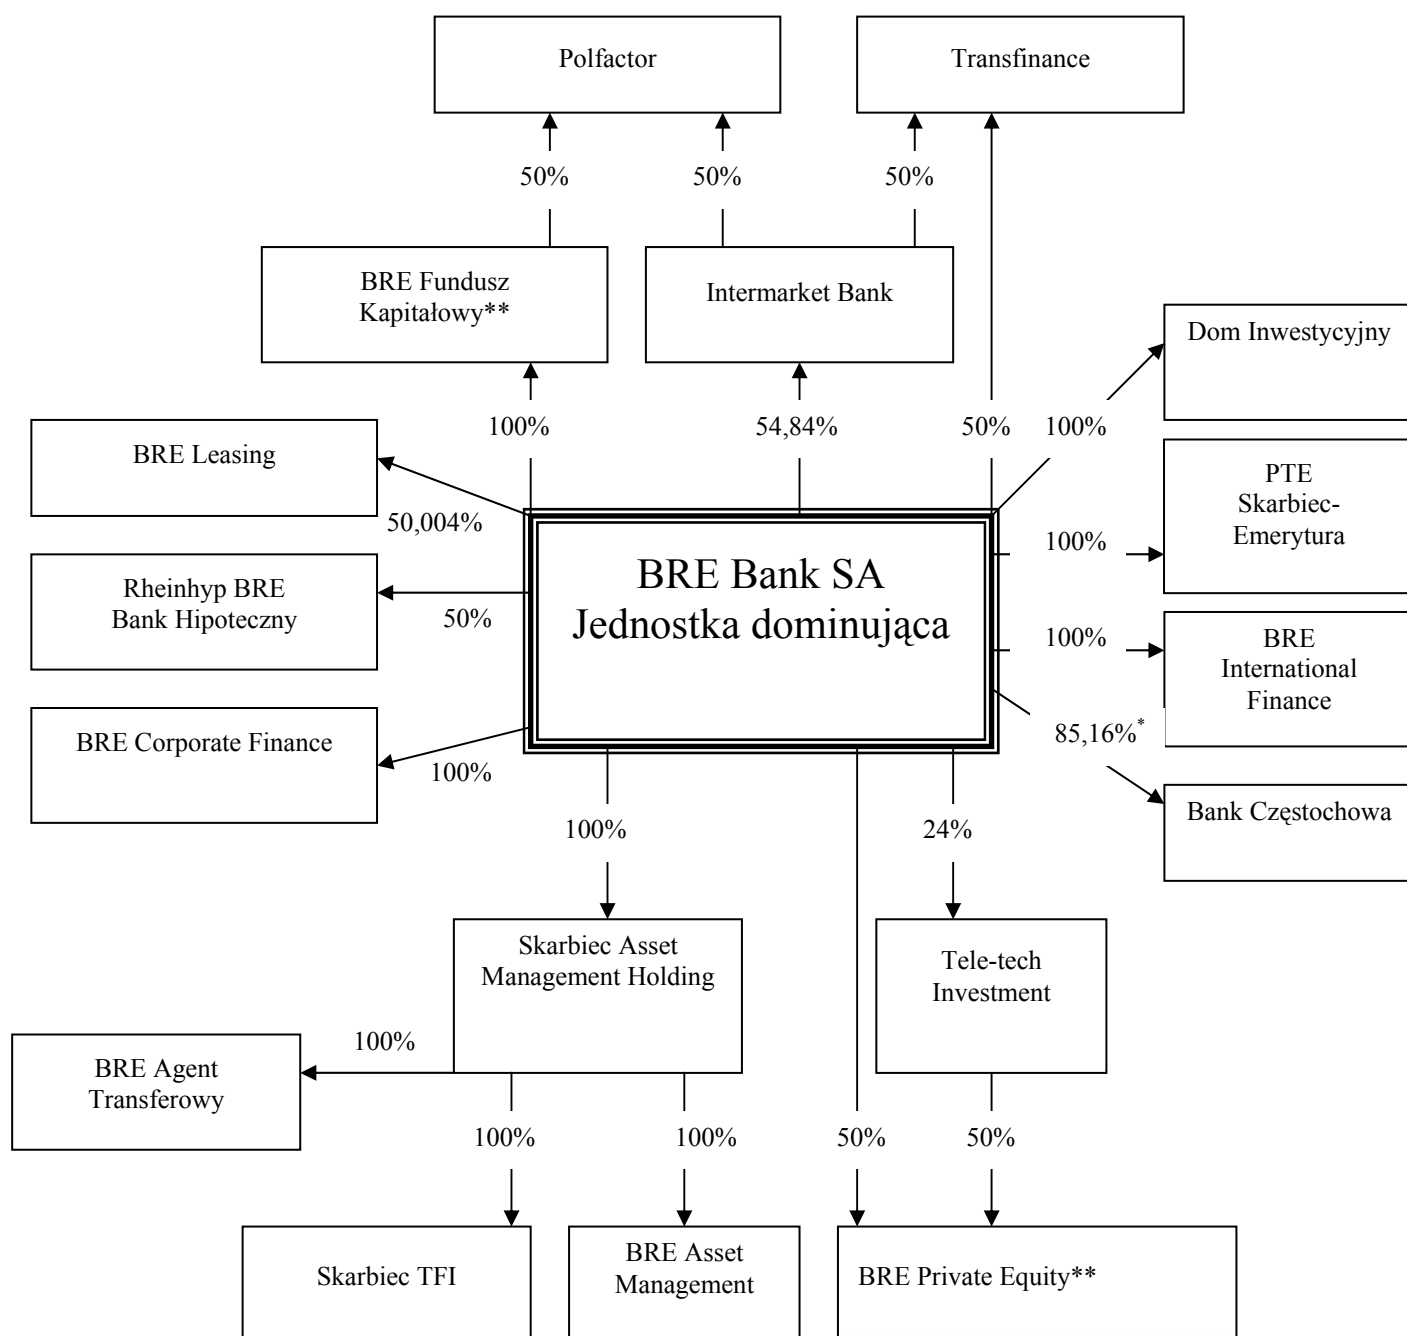 Polfactor
Transfinance
50%
50%
50%
BRE Fundusz
Kapitałowy**
Intermarket Bank
Dom Inwestycyjny
100%
54,84%
50%
100%
BRE Leasing
50,004%
PTE
Skarbiec-
Emerytura
100%
BRE Bank SA
Jednostka dominująca
Rheinhyp BRE
Bank Hipoteczny
50%
100%
BRE
International
Finance
BRE Corporate Finance
100%
85,16%*
Bank Częstochowa
100%
24%
Skarbiec Asset
Management Holding
Tele-tech
Investment
100%
BRE Agent
Transferowy
100%
100%
50%
50%
Skarbiec TFI
BRE Asset
Management
BRE Private Equity**